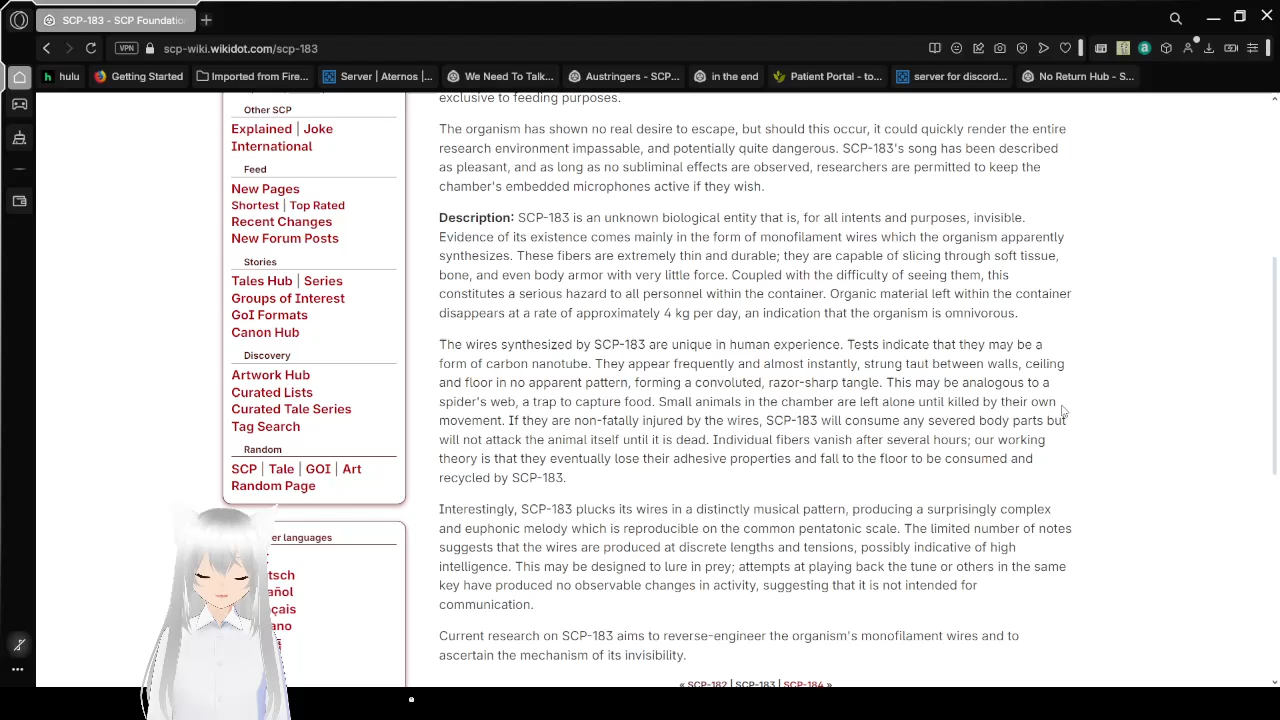 SCP-183 - SCP Foundation
VPN
scp-wiki.wikidot.com/scp-183
hulu
Getting Started
Imported from Fire...
Server | Aternos |...
We Need To Talk...
Austringers - SCP...
in the end
Patient Portal - to...
server for discord...
No Return Hub - S...
Other SCP
Explained | Joke
International
Feed
New Pages
Shortest | Top Rated
Recent Changes
New Forum Posts
Stories
Tales Hub | Series
Groups of Interest
GoI Formats
Canon Hub
Discovery
Artwork Hub
Curated Lists
Curated Tale Series
Tag Search
Random
SCP | Tale | GOI | Art
Random Page
er languages
tsch
añol
çais
ano
exclusive to feeding purposes.
The organism has shown no real desire to escape, but should this occur, it could quickly render the entire
research environment impassable, and potentially quite dangerous. SCP-183's song has been described
as pleasant, and as long as no subliminal effects are observed, researchers are permitted to keep the
chamber's embedded microphones active if they wish.
Description: SCP-183 is an unknown biological entity that is, for all intents and purposes, invisible.
Evidence of its existence comes mainly in the form of monofilament wires which the organism apparently
synthesizes. These fibers are extremely thin and durable; they are capable of slicing through soft tissue,
bone, and even body armor with very little force. Coupled with the difficulty of seeing them, this
constitutes a serious hazard to all personnel within the container. Organic material left within the container
disappears at a rate of approximately 4 kg per day, an indication that the organism is omnivorous.
The wires synthesized by SCP-183 are unique in human experience. Tests indicate that they may be a
form of carbon nanotube. They appear frequently and almost instantly, strung taut between walls, ceiling
and floor in no apparent pattern, forming a convoluted, razor-sharp tangle. This may be analogous to a
spider's web, a trap to capture food. Small animals in the chamber are left alone until killed by their own
movement. If they are non-fatally injured by the wires, SCP-183 will consume any severed body parts but
will not attack the animal itself until it is dead. Individual fibers vanish after several hours; our working
theory is that they eventually lose their adhesive properties and fall to the floor to be consumed and
recycled by SCP-183.
Interestingly, SCP-183 plucks its wires in a distinctly musical pattern, producing a surprisingly complex
and euphonic melody which is reproducible on the common pentatonic scale. The limited number of notes
suggests that the wires are produced at discrete lengths and tensions, possibly indicative of high
intelligence. This may be designed to lure in prey; attempts at playing back the tune or others in the same
key have produced no observable changes in activity, suggesting that it is not intended for
communication.
Current research on SCP-183 aims to reverse-engineer the organism's monofilament wires and to
ascertain the mechanism of its invisibility.
« SCP-182 | SCP-183 | SCP-184 »